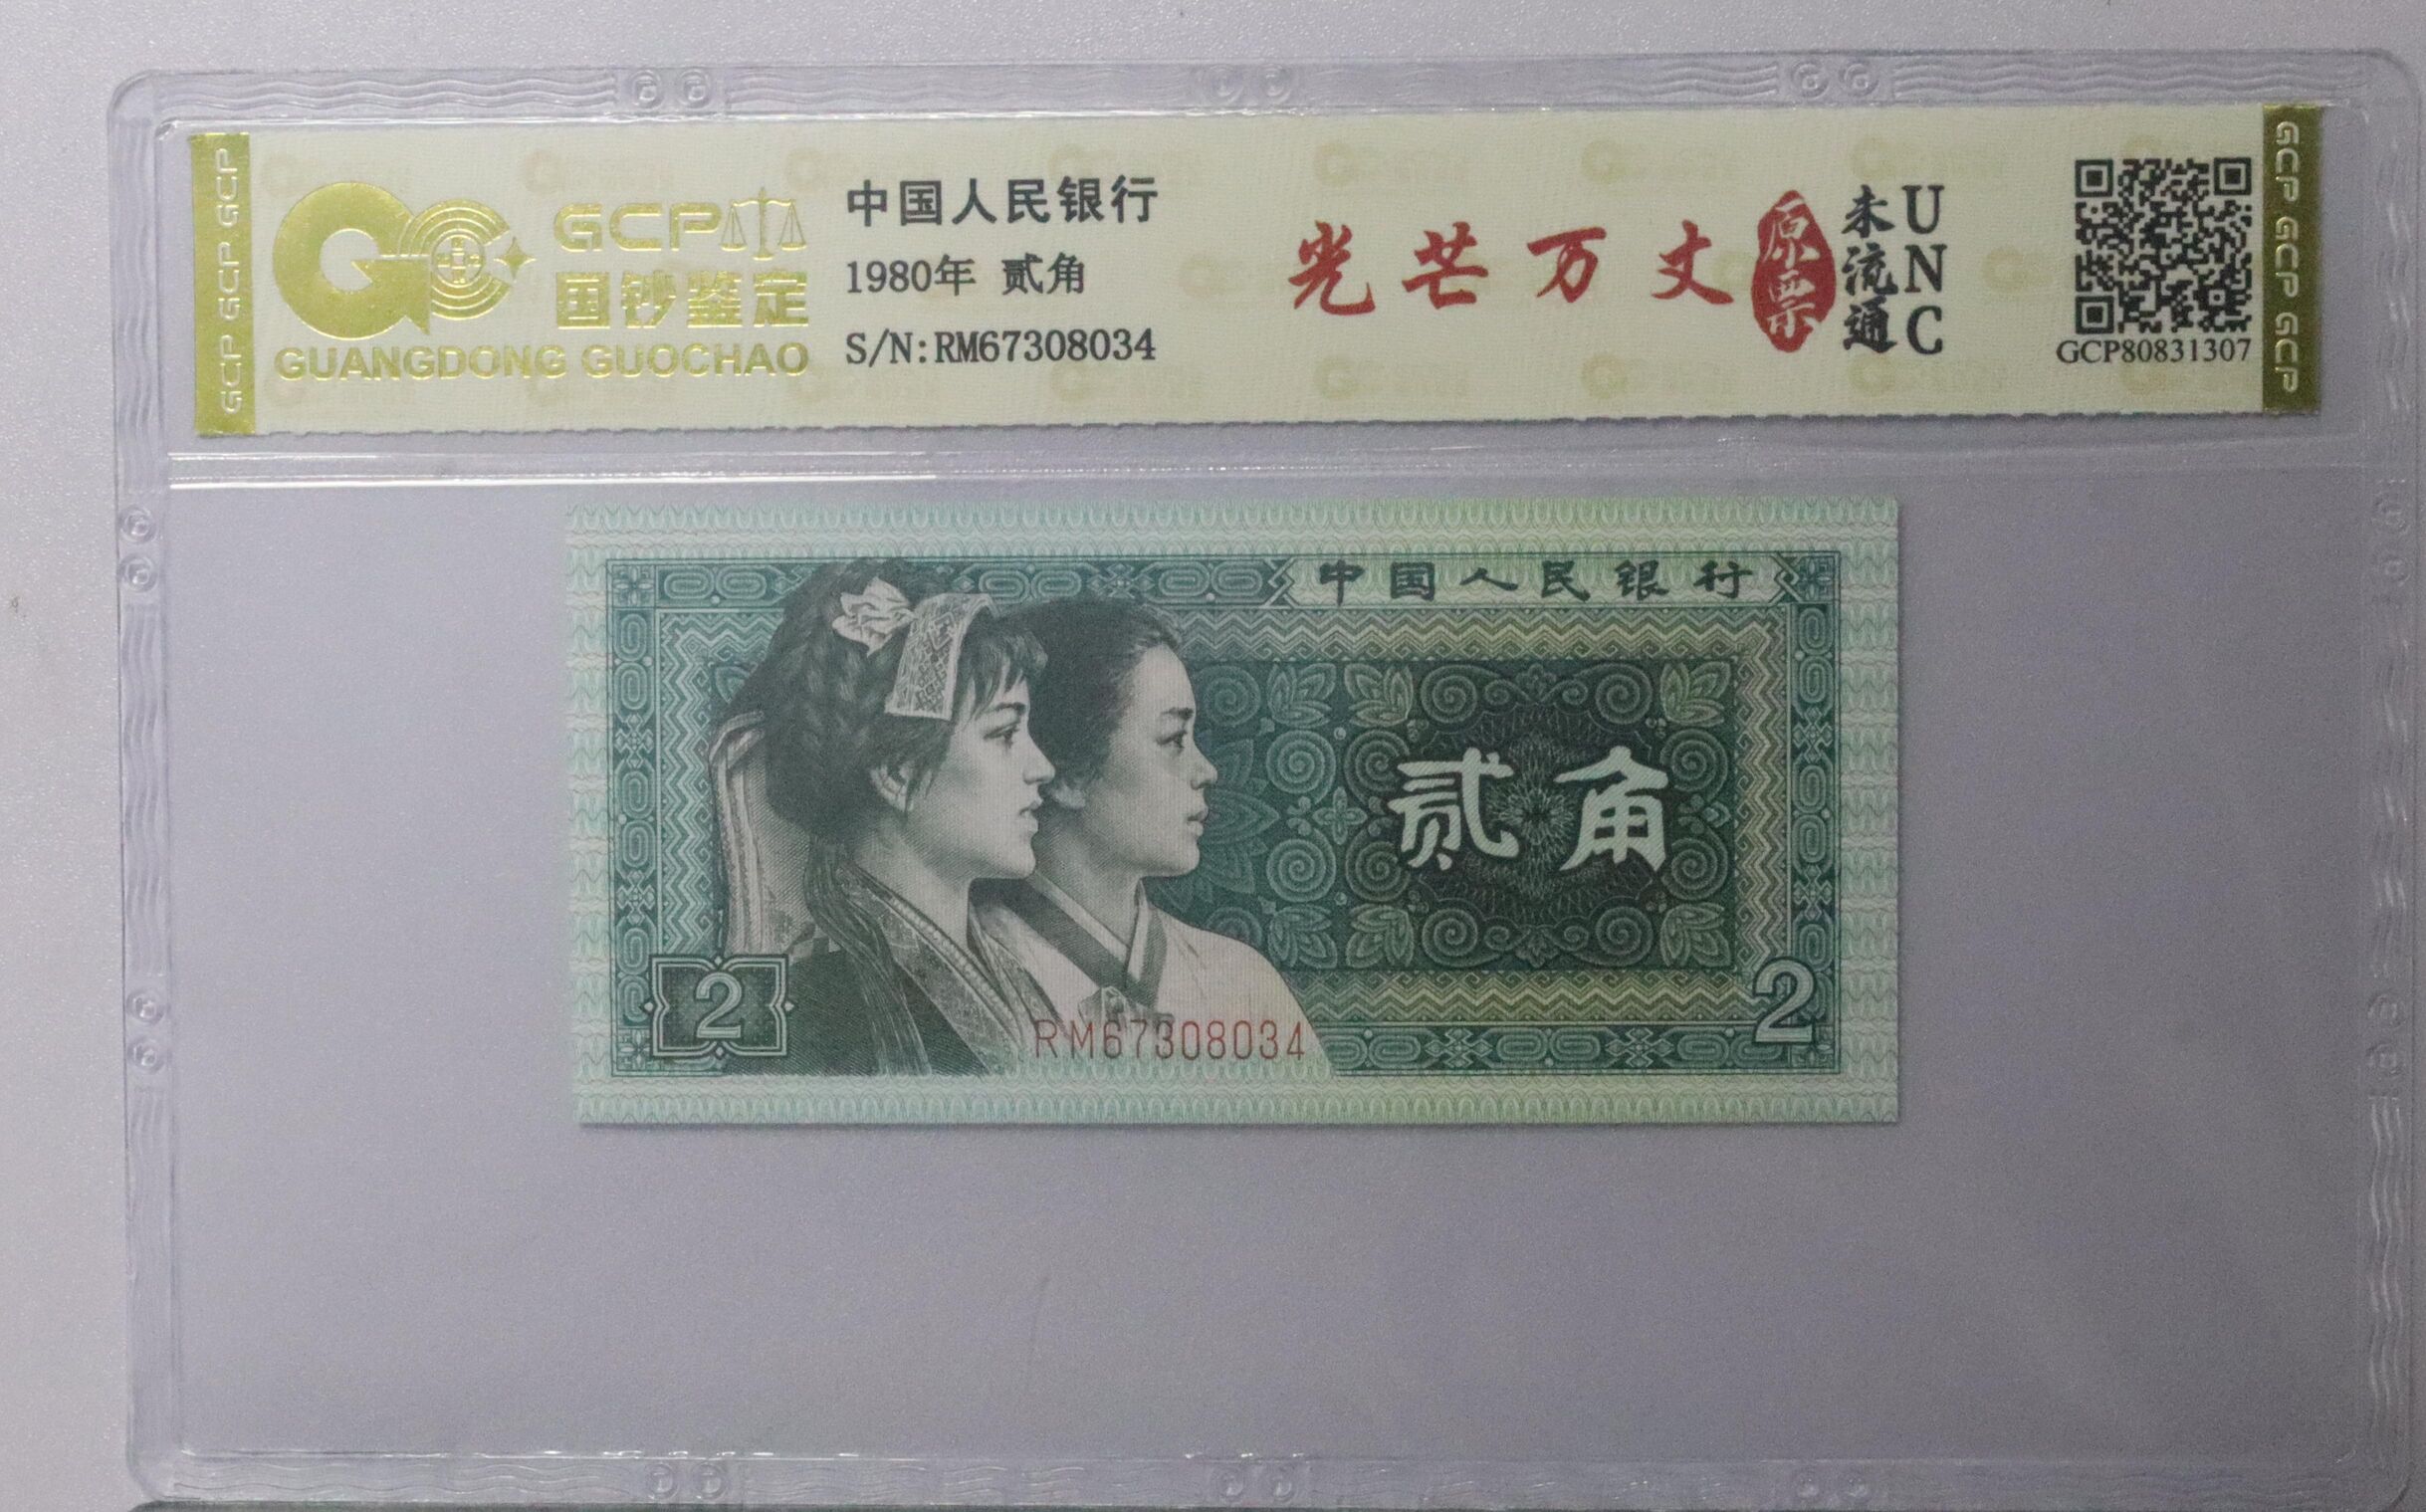 GCP GCP GCP
GCP
国钞鉴定
GUANGDONG GUOCHAO
中国人民银行
1980年 贰角
S/N:RM67308034
光芒万丈
原票
未流通
UNC
GCP80831307
GCP GCP GCP
中国人民银行
贰角
2
RM67308034
2